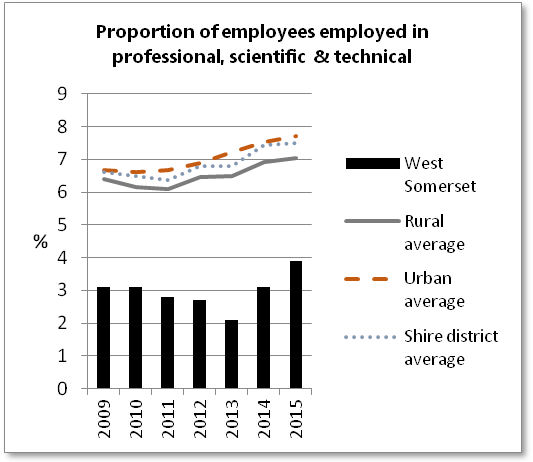 Proportion of employees employed in
professional, scientific & technical
9
8
7
6
5
4
3
2
1
0
%
2009
2010
2011
2012
2013
2014
2015
West
Somerset
Rural
average
Urban
average
Shire district
average